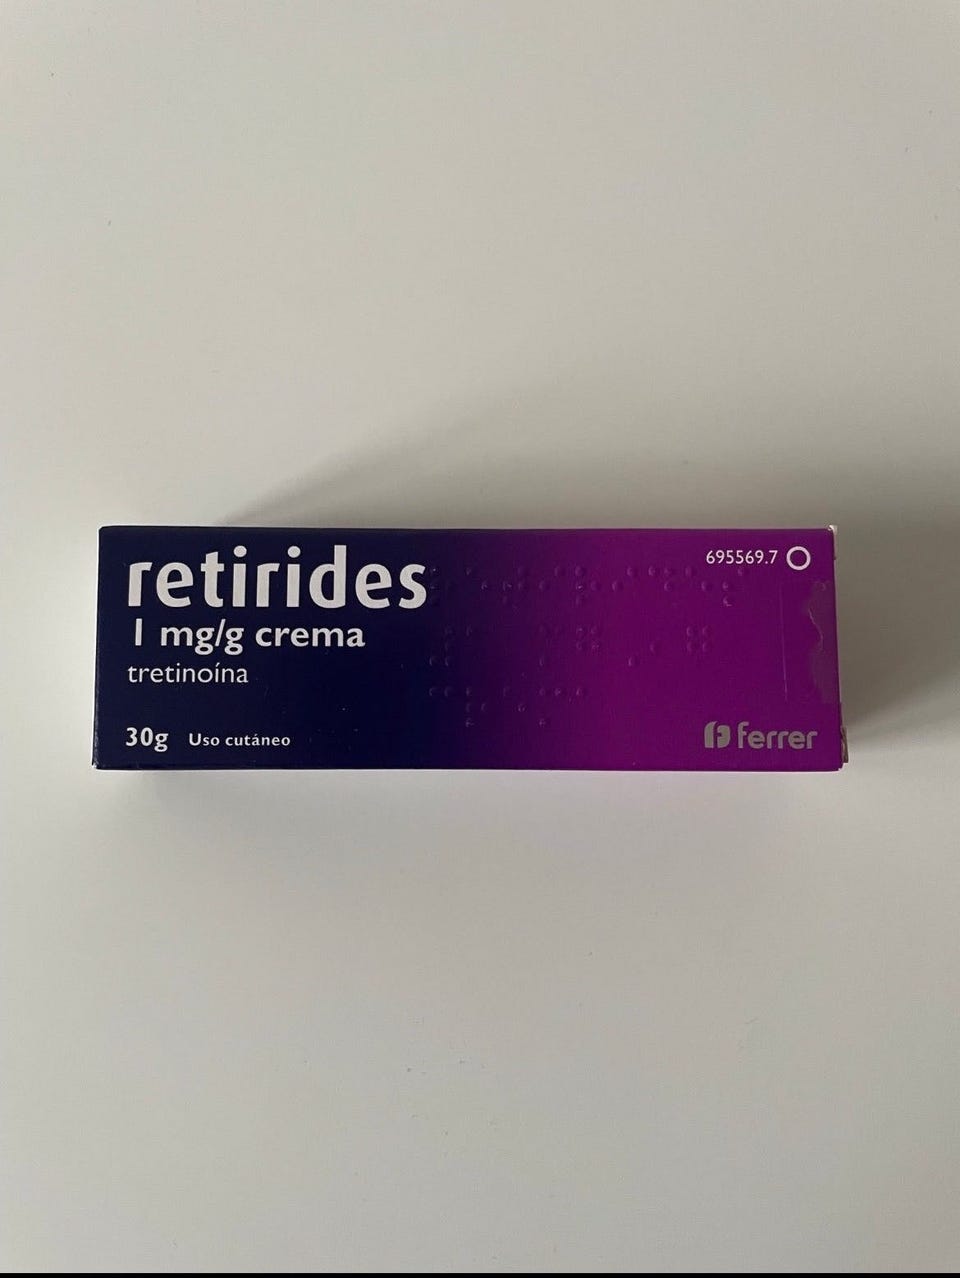 retirides
1 mg/g crema
tretinoína
30g Uso cutáneo
695569.7
ferrer